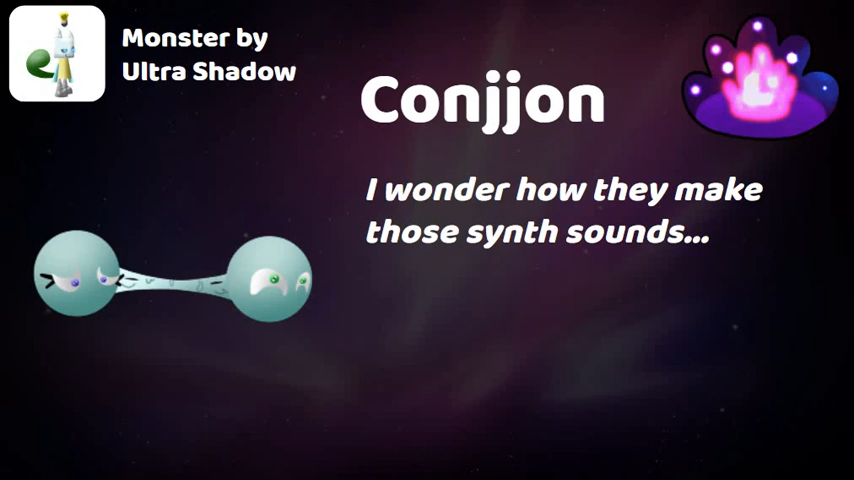 Monster by
Ultra Shadow
Conjjon
I wonder how they make
those synth sounds...